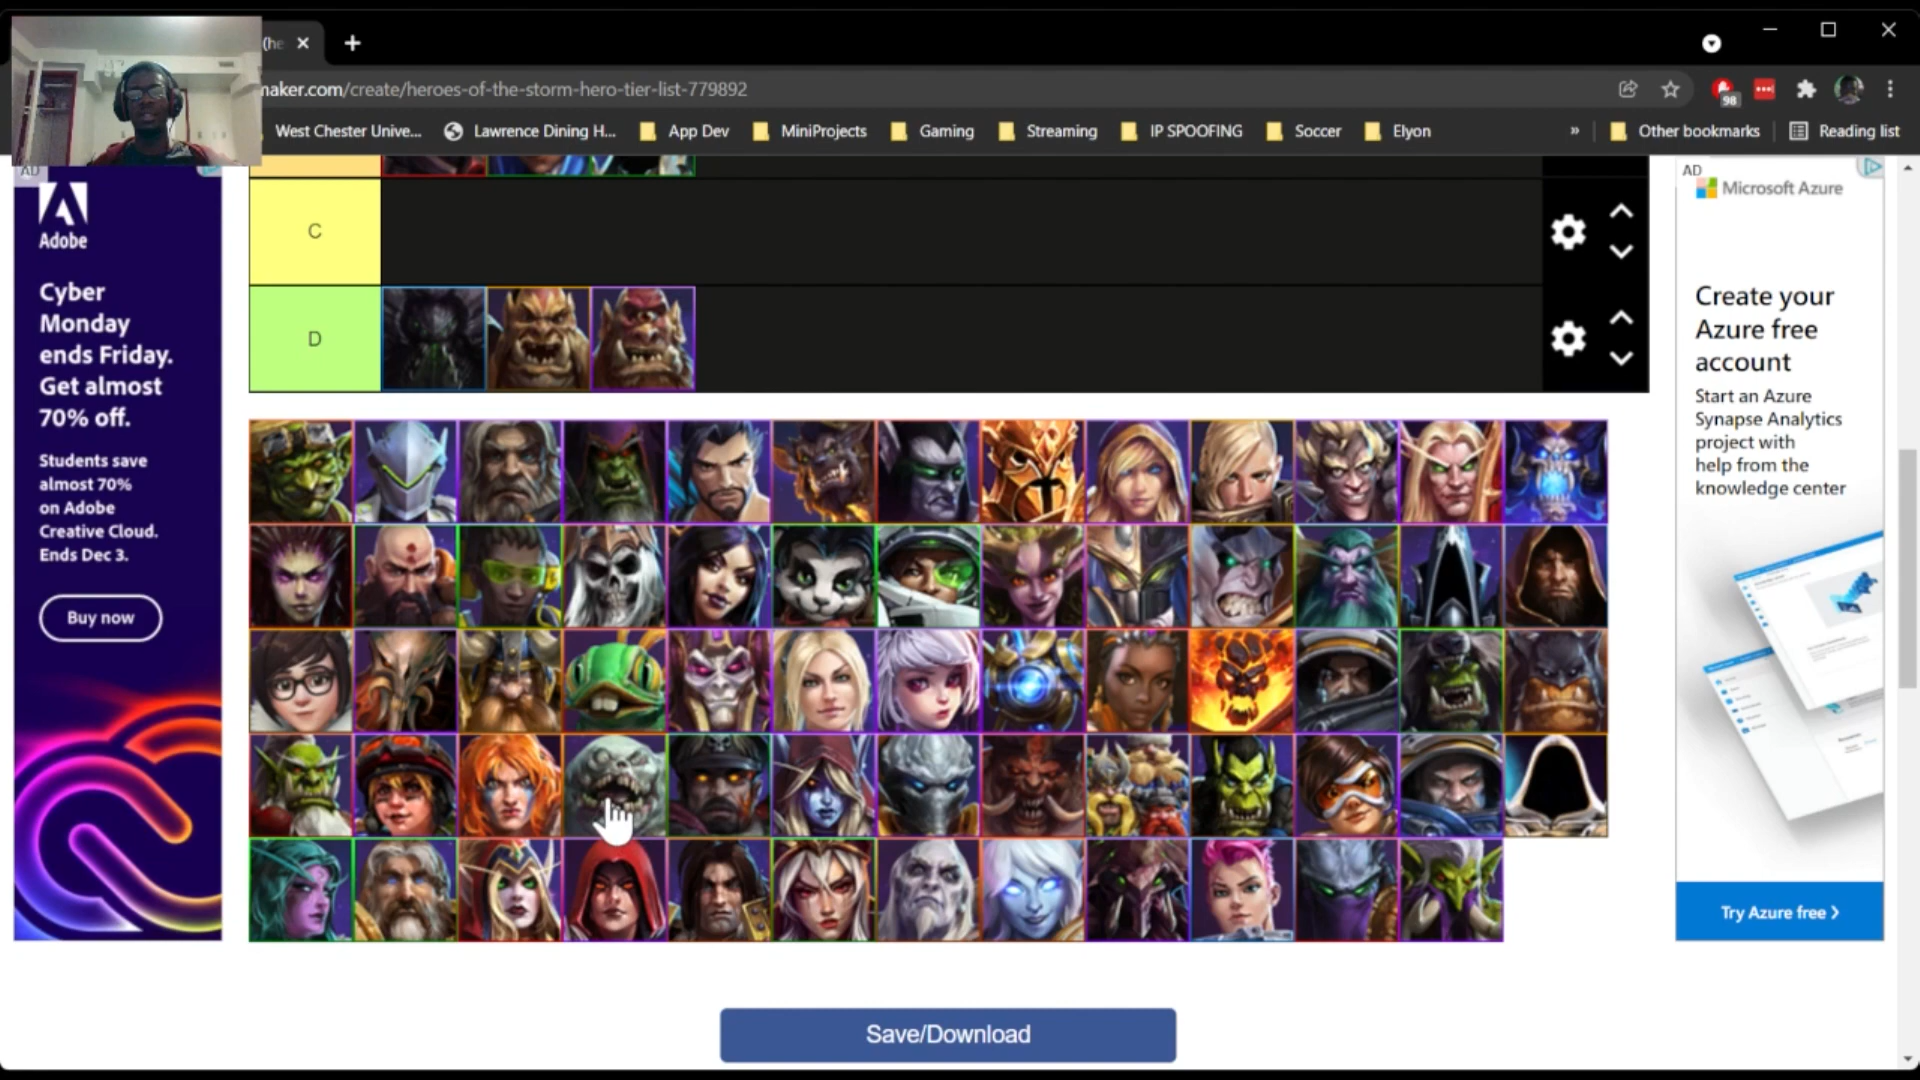 (he
naker.com/create/heroes-of-the-storm-hero-tier-list-779892
98
West Chester Unive...
Lawrence Dining H...
App Dev
MiniProjects
Gaming
Streaming
IP SPOOFING
Soccer
Elyon
»
Other bookmarks
Reading list
AD
Adobe
Cyber
Monday
ends Friday.
Get almost
70% off.
Students save
almost 70%
on Adobe
Creative Cloud.
Ends Dec 3.
Buy now
C
D
AD
Microsoft Azure
Create your
Azure free
account
Start an Azure
Synapse Analytics
project with
help from the
knowledge center
Try Azure free >
Save/Download